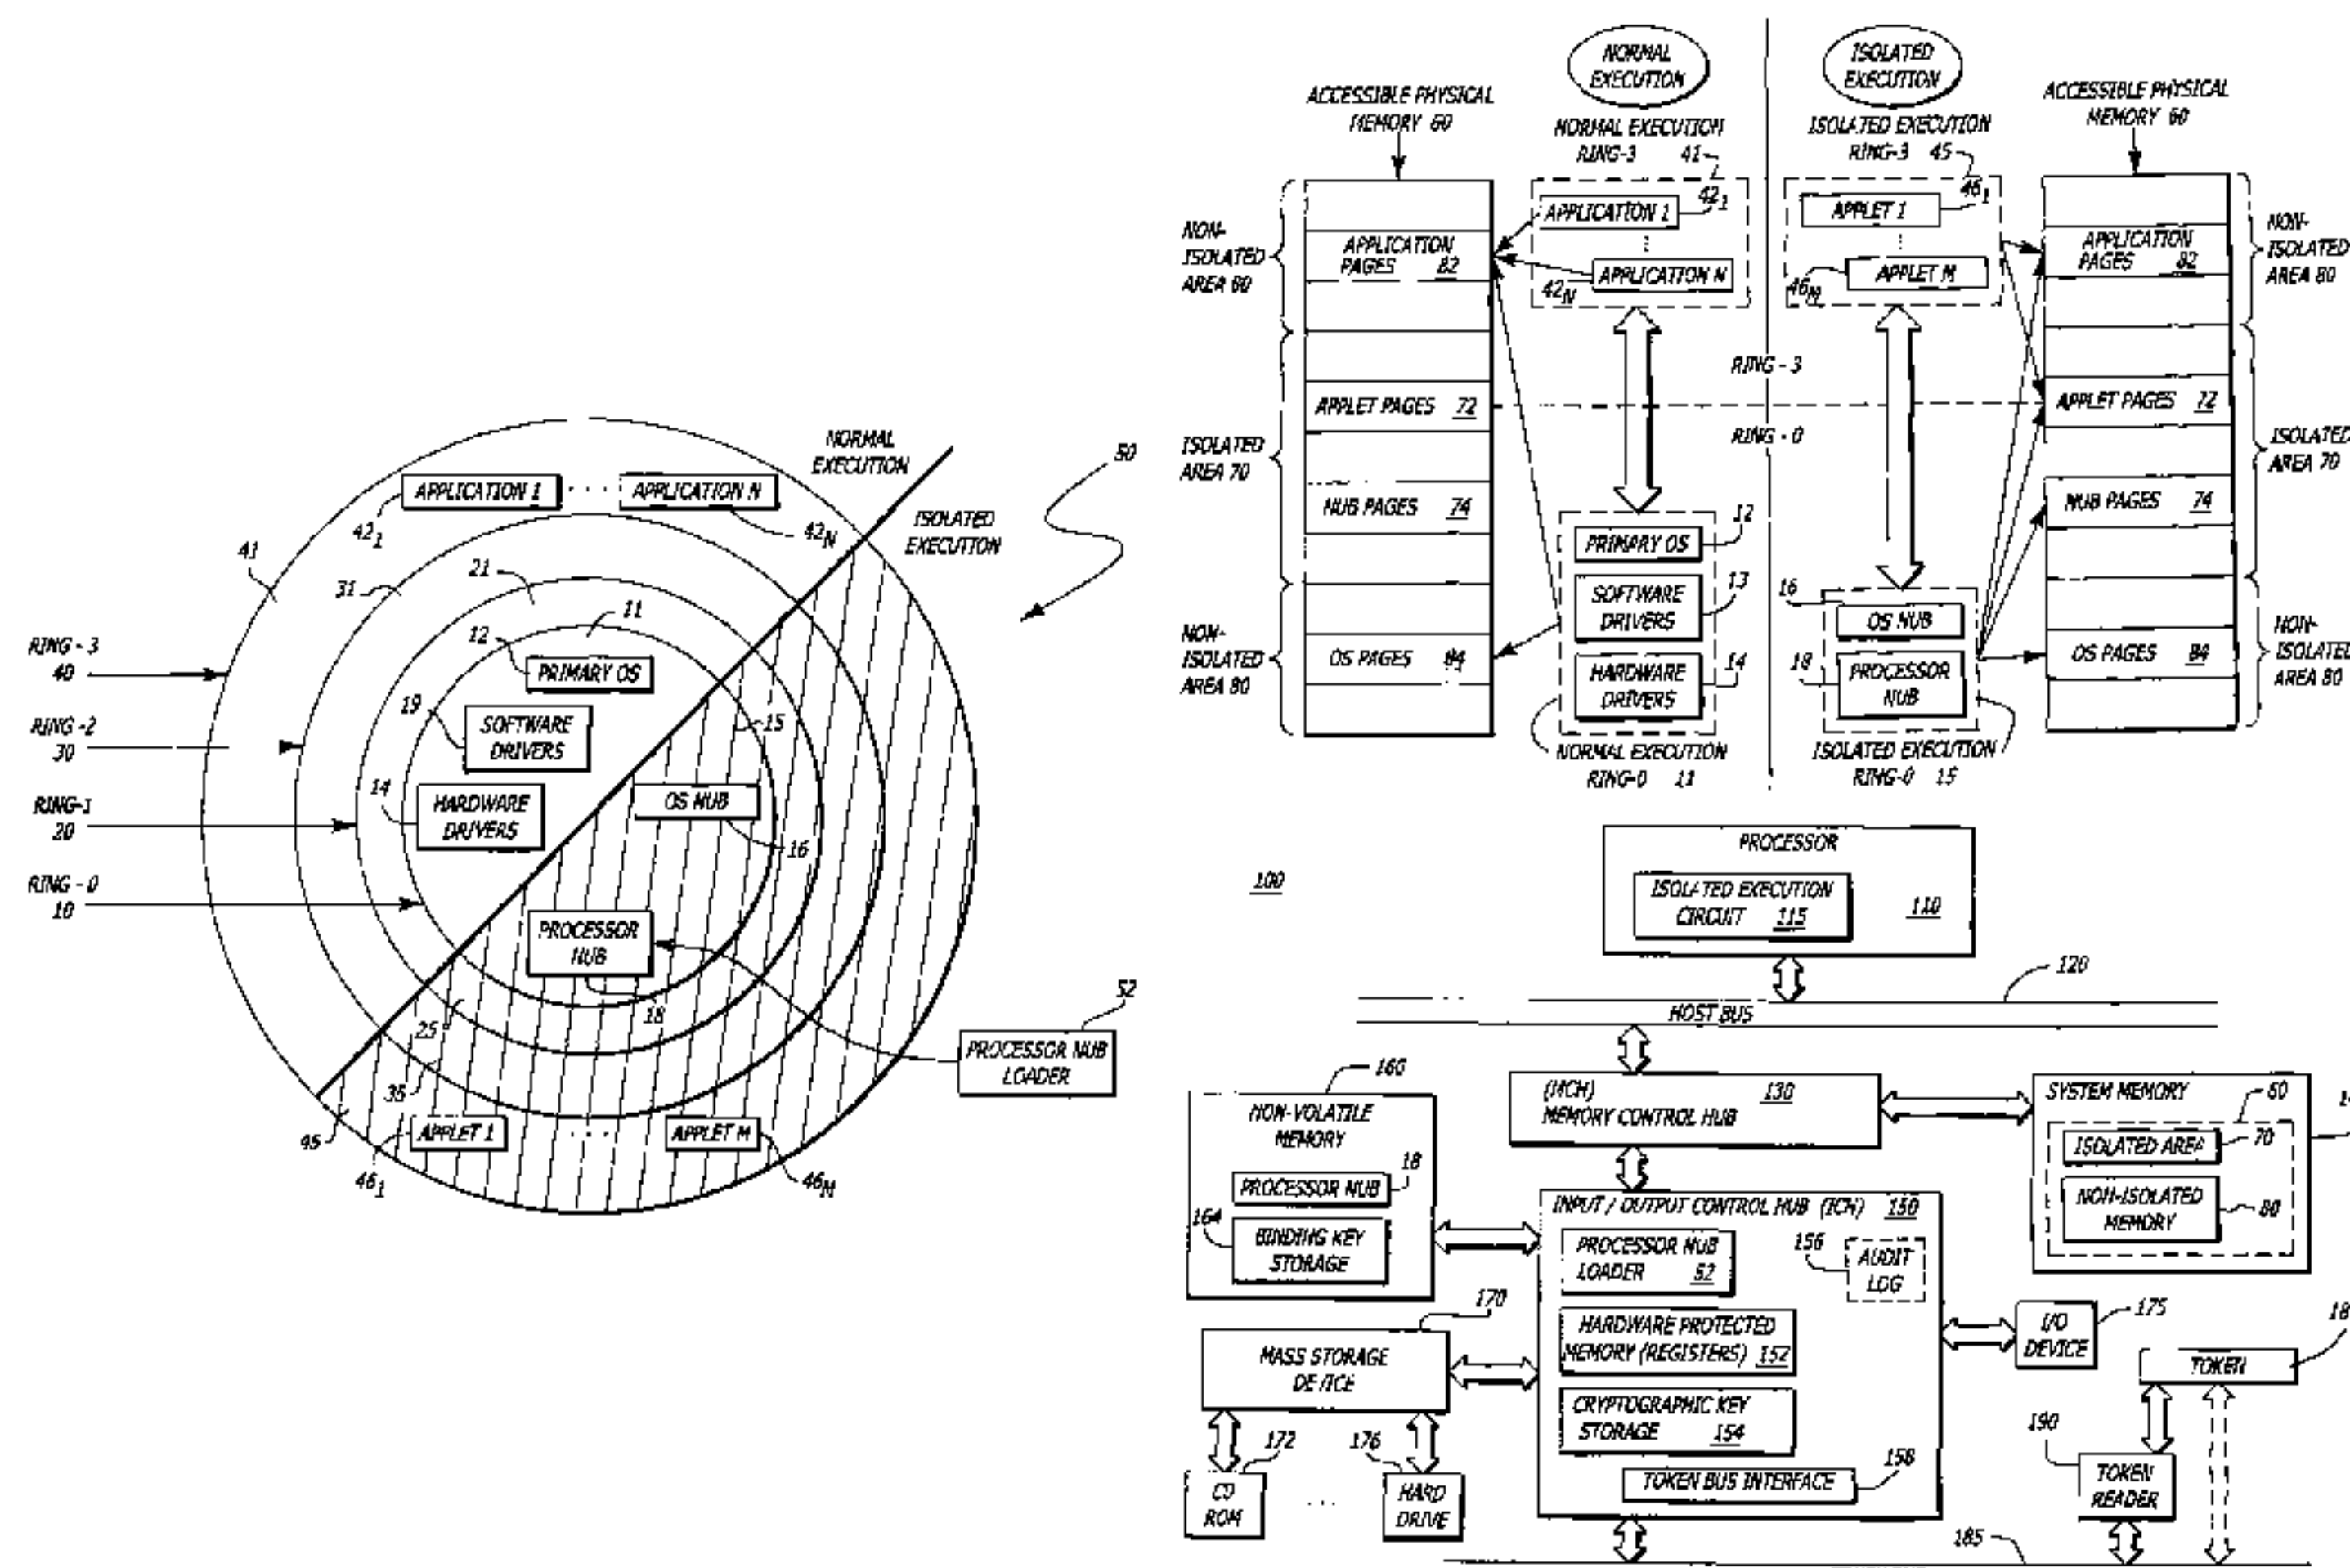 NORMAL
EXECUTION
ISOLATED
EXECUTION
50
APPLICATION 1 . . . APPLICATION N
42₁
42N
41
31
21
11
12
PRIMARY OS
RING - 3
40
19
SOFTWARE
DRIVERS
15
RING -2
30
14
HARDWARE
DRIVERS
OS NUB
16
RING-1
20
RING - 0
10
PROCESSOR
NUB
18
52
PROCESSOR NUB
LOADER
25
35
45
APPLET 1 . . . . APPLET M
46₁
46M
NORMAL
EXECUTION
ISOLATED
EXECUTION
ACCESSIBLE PHYSICAL
MEMORY 60
NORMAL EXECUTION
RING-3 41
ISOLATED EXECUTION
RING-3 45
ACCESSIBLE PHYSICAL
MEMORY 60
NON-
ISOLATED
AREA 80
APPLICATION
PAGES 82
APPLICATION 1
42₁
APPLICATION N
42N
APPLET 1
46₁
APPLET M
46M
APPLICATION
PAGES 82
NON-
ISOLATED
AREA 80
RING - 3
APPLET PAGES 72
APPLET PAGES 72
RING - 0
ISOLATED
AREA 70
NUB PAGES 74
NUB PAGES 74
ISOLATED
AREA 70
PRIMARY OS
12
SOFTWARE
DRIVERS
13
HARDWARE
DRIVERS
14
16
OS NUB
18
PROCESSOR
NUB
NON-
ISOLATED
AREA 80
OS PAGES 84
OS PAGES 84
NON-
ISOLATED
AREA 80
NORMAL EXECUTION
RING-0 11
ISOLATED EXECUTION
RING-0 15
100
PROCESSOR
ISOLATED EXECUTION
CIRCUIT 115
110
120
HOST BUS
160
NON-VOLATILE
MEMORY
PROCESSOR NUB
18
164
BINDING KEY
STORAGE
(MCH)
MEMORY CONTROL HUB
130
SYSTEM MEMORY
60
ISOLATED AREA
70
NON-ISOLATED
MEMORY
80
INPUT / OUTPUT CONTROL HUB (ICH) 150
PROCESSOR NUB
LOADER 52
156
AUDIT
LOG
HARDWARE PROTECTED
MEMORY (REGISTERS) 152
CRYPTOGRAPHIC KEY
STORAGE 154
TOKEN BUS INTERFACE
158
170
MASS STORAGE
DEVICE
172
CD
ROM
. . .
176
HARD
DRIVE
I/O
DEVICE
175
TOKEN
190
TOKEN
READER
185